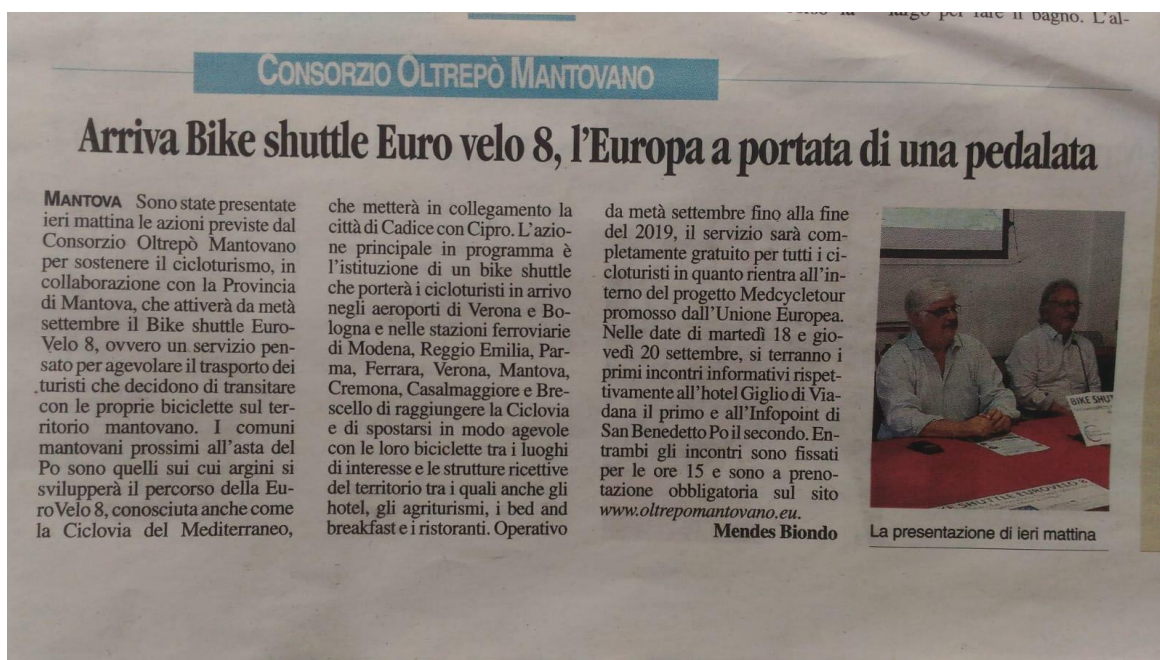 largo per fare il bagno. L'al-
CONSORZIO OLTREPÒ MANTOVANO
Arriva Bike shuttle Euro velo 8, l'Europa a portata di una pedalata
MANTOVA Sono state presentate
ieri mattina le azioni previste dal
Consorzio Oltrepò Mantovano
per sostenere il cicloturismo, in
collaborazione con la Provincia
di Mantova, che attiverà da metà
settembre il Bike shuttle Euro-
Velo 8, ovvero un servizio pen-
sato per agevolare il trasporto dei
turisti che decidono di transitare
con le proprie biciclette sul ter-
ritorio mantovano. I comuni
mantovani prossimi all'asta del
Po sono quelli sui cui argini si
svilupperà il percorso della Eu-
roVelo 8, conosciuta anche come
la Ciclovia del Mediterraneo,
che metterà in collegamento la
città di Cadice con Cipro. L'azio-
ne principale in programma è
l'istituzione di un bike shuttle
che porterà i cicloturisti in arrivo
negli aeroporti di Verona e Bo-
logna e nelle stazioni ferroviarie
di Modena, Reggio Emilia, Par-
ma, Ferrara, Verona, Mantova,
Cremona, Casalmaggiore e Bre-
scello di raggiungere la Ciclovia
e di spostarsi in modo agevole
con le loro biciclette tra i luoghi
di interesse e le strutture ricettive
del territorio tra i quali anche gli
hotel, gli agriturismi, i bed and
breakfast e i ristoranti. Operativo
da metà settembre fino alla fine
del 2019, il servizio sarà com-
pletamente gratuito per tutti i ci-
cloturisti in quanto rientra all'in-
terno del progetto Medcycletour
promosso dall'Unione Europea.
Nelle date di martedì 18 e gio-
vedì 20 settembre, si terranno i
primi incontri informativi rispet-
tivamente all'hotel Giglio di Via-
dana il primo e all'Infopoint di
San Benedetto Po il secondo. En-
trambi gli incontri sono fissati
per le ore 15 e sono a preno-
tazione obbligatoria sul sito
www.oltrepomantovano.eu.
Mendes Biondo
BIKE SHU
SHUTTLE EUROVELO 8
La presentazione di ieri mattina